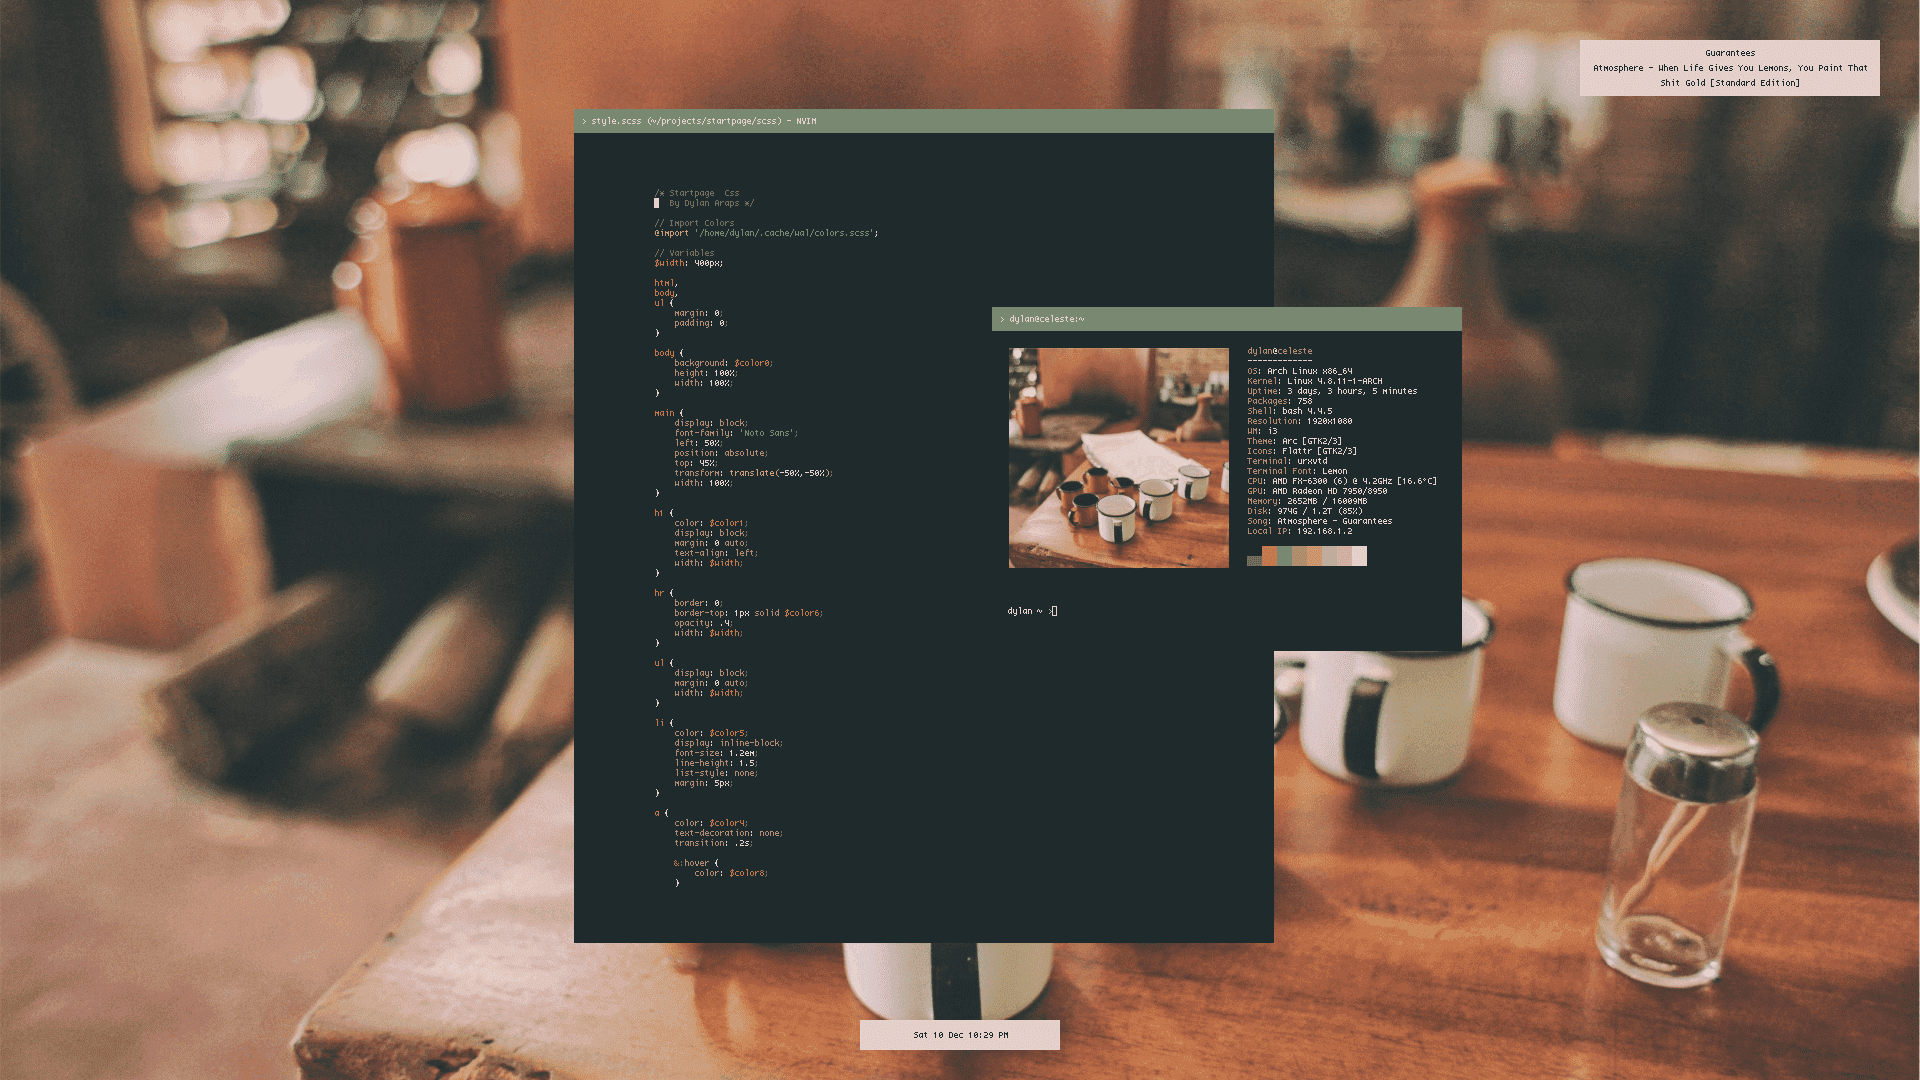 Guarantees
Atmosphere - When Life Gives You Lemons, You Paint That
Shit Gold [Standard Edition]
> style.scss (~/projects/startpage/scss) - NVIM
/* Startpage  Css
By Dylan Araps */
// Import Colors
@import '/home/dylan/.cache/wal/colors.scss';
// Variables
$width: 400px;
html,
body,
ul {
margin: 0;
padding: 0;
}
body {
background: $color0;
height: 100%;
width: 100%;
}
main {
display: block;
font-family: 'Noto Sans';
left: 50%;
position: absolute;
top: 45%;
transform: translate(-50%,-50%);
width: 100%;
}
h1 {
color: $color1;
display: block;
margin: 0 auto;
text-align: left;
width: $width;
}
hr {
border: 0;
border-top: 1px solid $color6;
opacity: .4;
width: $width;
}
ul {
display: block;
margin: 0 auto;
width: $width;
}
li {
color: $color5;
display: inline-block;
font-size: 1.2em;
line-height: 1.5;
list-style: none;
margin: 5px;
}
a {
color: $color4;
text-decoration: none;
transition: .2s;
&:hover {
color: $color8;
}
> dylan@celeste:~
dylan@celeste
-------------
OS: Arch Linux x86_64
Kernel: Linux 4.8.11-1-ARCH
Uptime: 3 days, 3 hours, 5 minutes
Packages: 758
Shell: bash 4.4.5
Resolution: 1920x1080
WM: i3
Theme: Arc [GTK2/3]
Icons: Flattr [GTK2/3]
Terminal: urxvtd
Terminal Font: Lemon
CPU: AMD FX-6300 (6) @ 4.2GHz [16.6°C]
GPU: AMD Radeon HD 7950/8950
Memory: 2652MB / 16009MB
Disk: 974G / 1.2T (85%)
Song: Atmosphere - Guarantees
Local IP: 192.168.1.2
dylan ~ >
Sat 10 Dec 10:29 PM